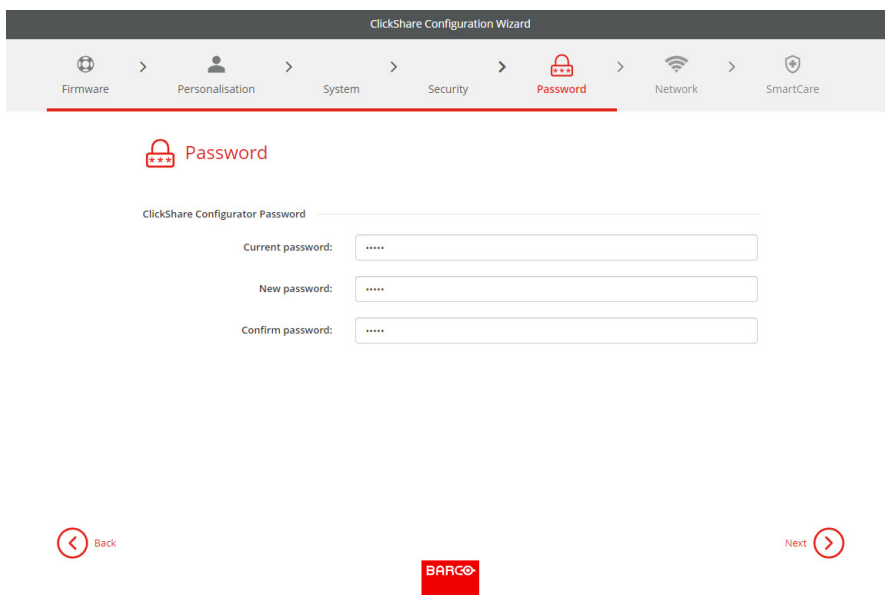 ClickShare Configuration Wizard
Firmware > Personalisation > System > Security > Password > Network > SmartCare
***
*** Password
ClickShare Configurator Password
Current password: •••••
New password: •••••
Confirm password: •••••
Back Next
BARCO